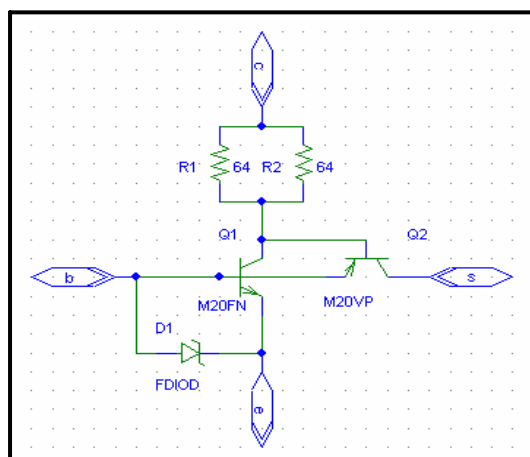 c
R1 64 R2 64
Q1 Q2
b s
M20FN M20VP
D1
FDIOD
e